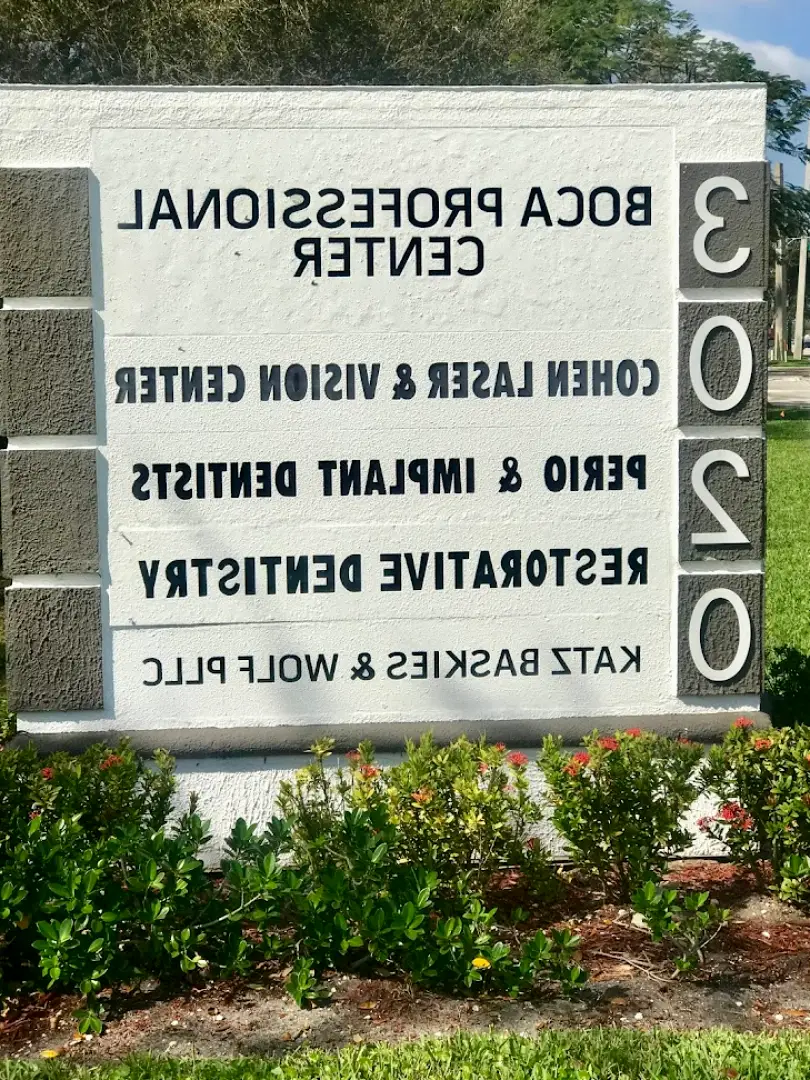 BOCA PROFESSIONAL
CENTER
COHEN LASER & VISION CENTER
PERIO & IMPLANT DENTISTS
RESTORATIVE DENTISTRY
KATZ BASKIES & WOLF PLLC
3020